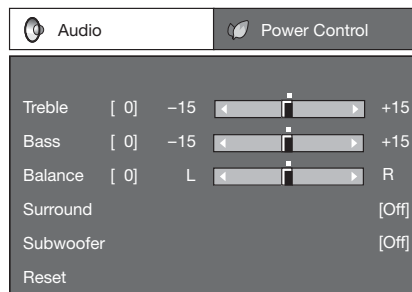 Audio Power Control
Treble [ 0] –15 +15
Bass [ 0] –15 +15
Balance [ 0] L R
Surround [Off]
Subwoofer [Off]
Reset